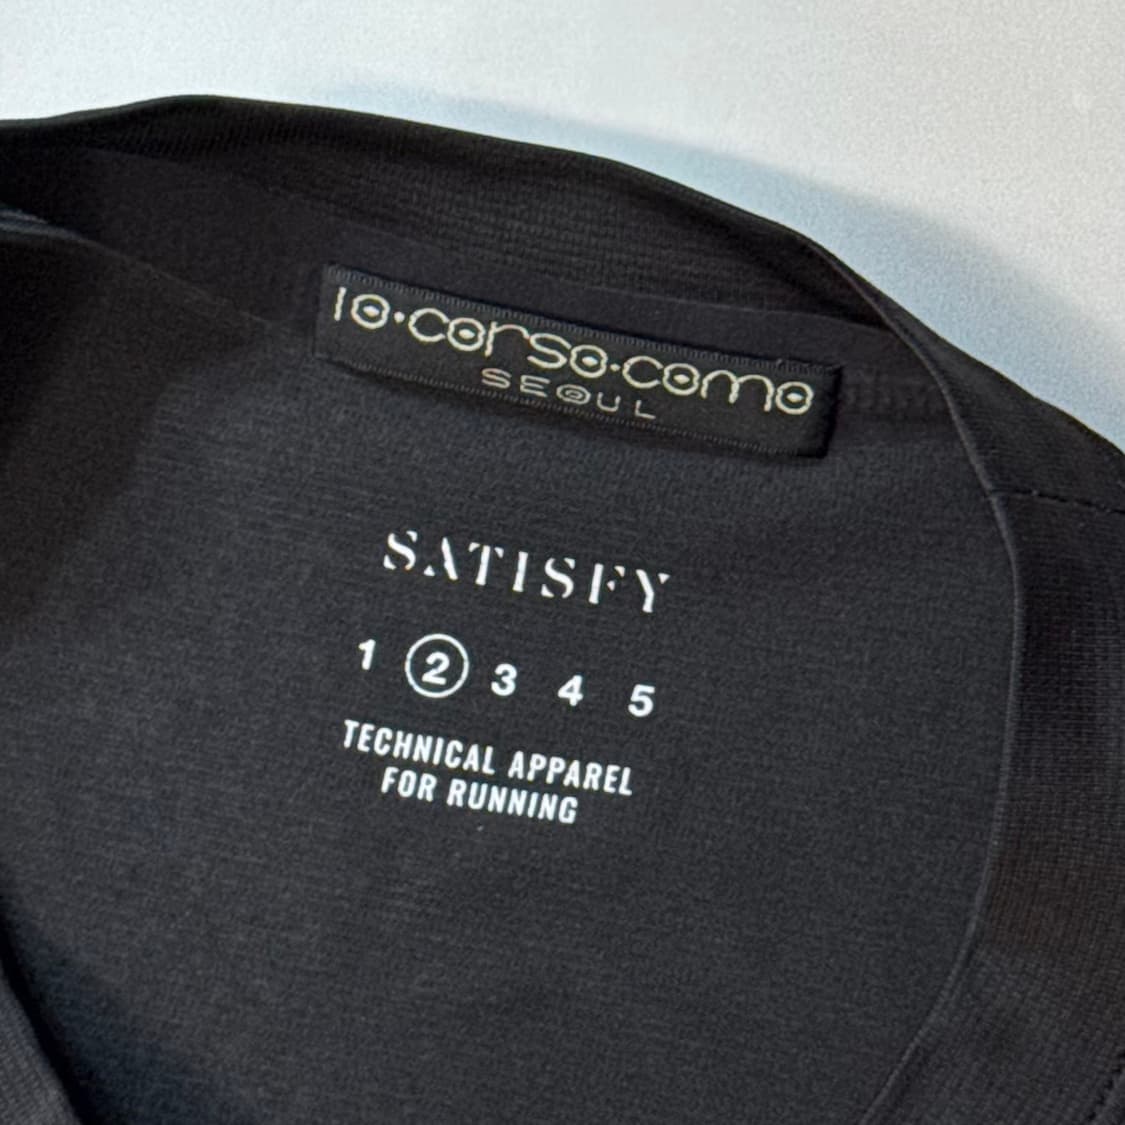 10·corso·como
SEOUL
SATISFY
1 2 3 4 5
TECHNICAL APPAREL
FOR RUNNING